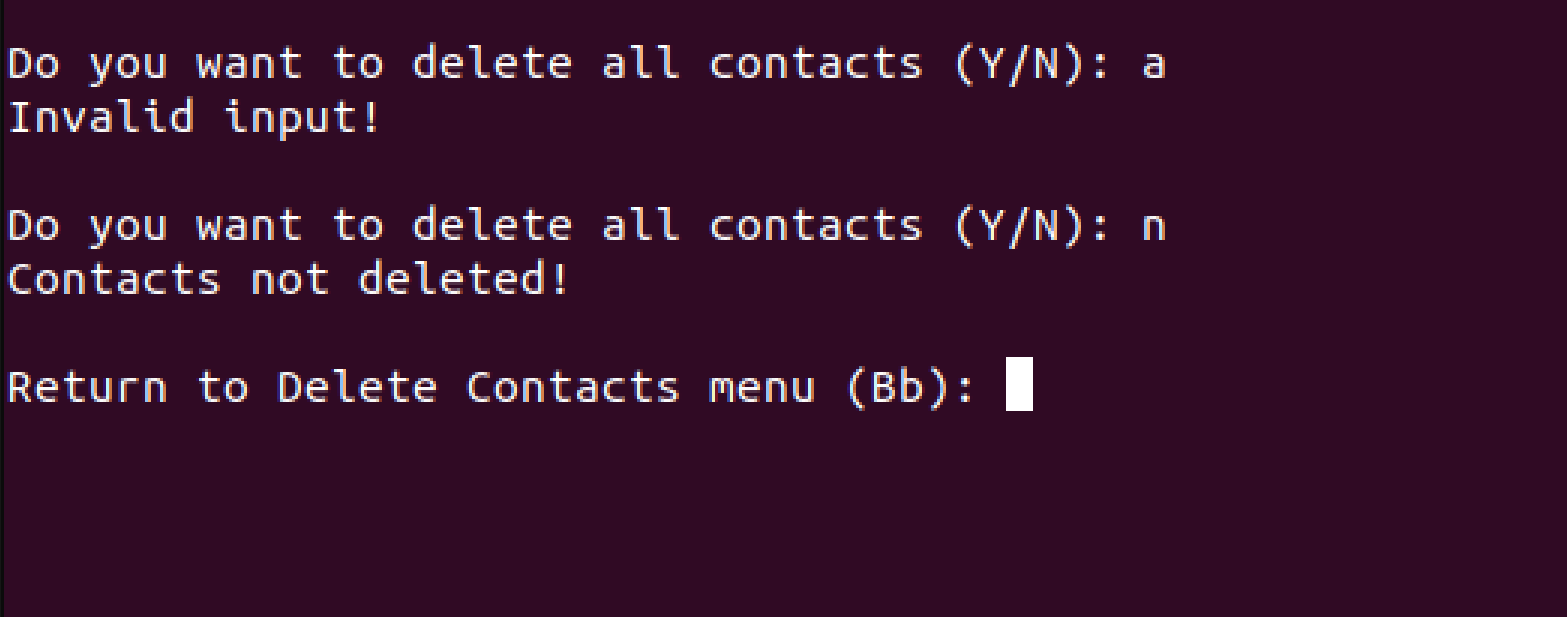 Do you want to delete all contacts (Y/N): a
Invalid input!
Do you want to delete all contacts (Y/N): n
Contacts not deleted!
Return to Delete Contacts menu (Bb):